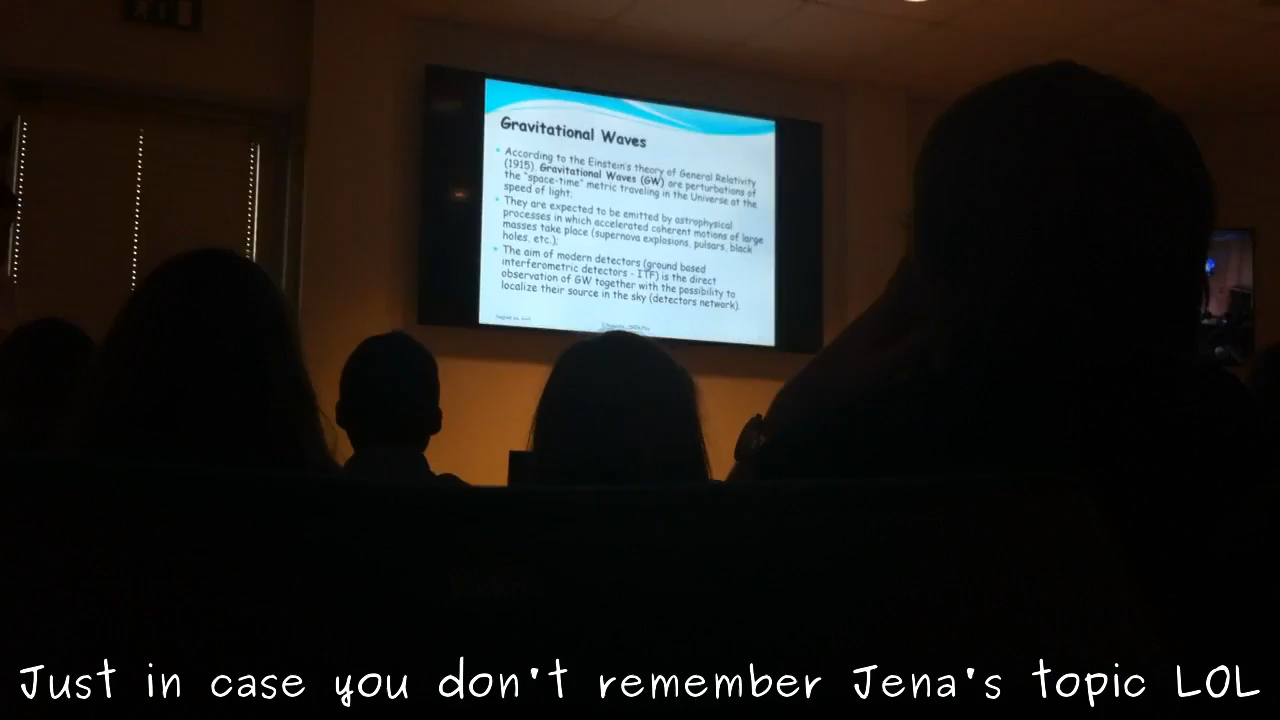 EXIT
Gravitational Waves
According to the Einstein's theory of General Relativity
(1915), Gravitational Waves (GW) are perturbations of
the "space-time" metric traveling in the Universe at the
speed of light;
They are expected to be emitted by astrophysical
processes in which accelerated coherent motions of large
masses take place (supernova explosions, pulsars, black
holes, etc.);
The aim of modern detectors (ground based
interferometric detectors - ITF) is the direct
observation of GW together with the possibility to
localize their source in the sky (detectors network).
Just in case you don't remember Jena's topic LOL